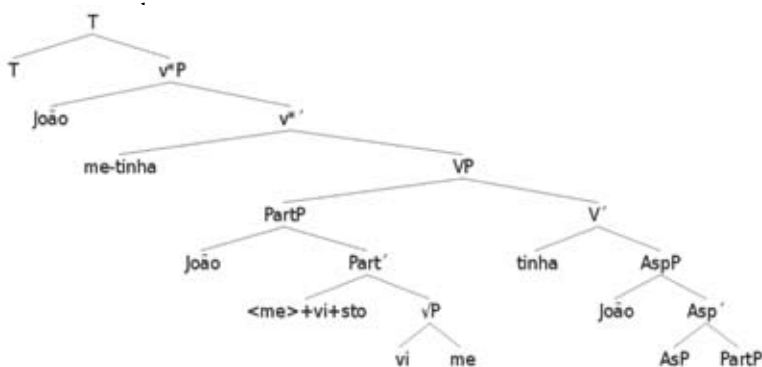 T
T v*P
João v*´
me-tinha VP
PartP V´
João Part´ tinha AspP
<me>+vi+sto √P João Asp´
vi me AsP PartP